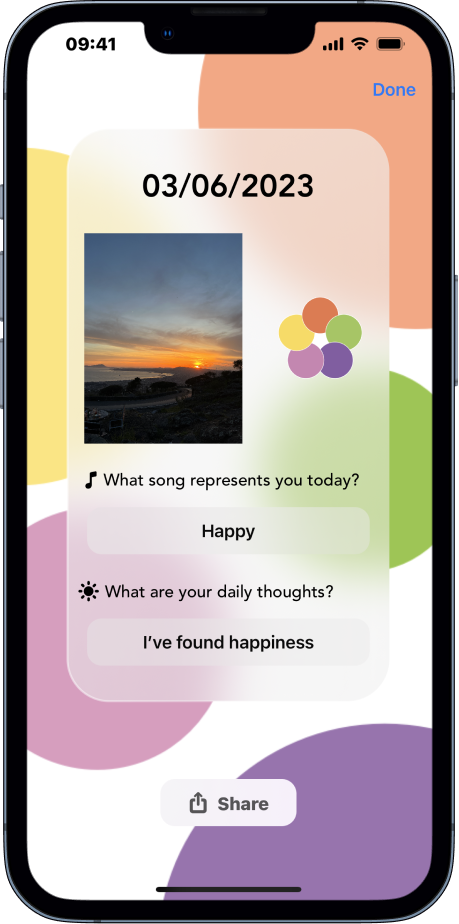 09:41
Done
03/06/2023
What song represents you today?
Happy
What are your daily thoughts?
I’ve found happiness
Share